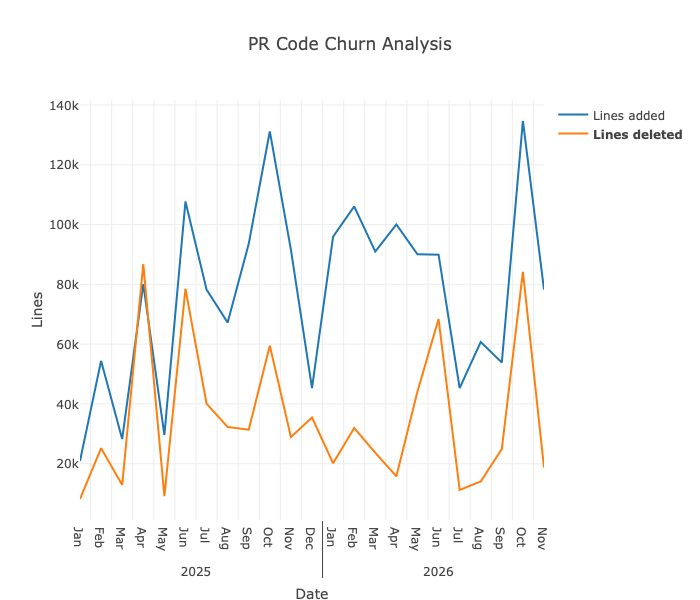 PR Code Churn Analysis
140k
120k
100k
80k
60k
40k
20k
Lines
Lines added
Lines deleted
Jan Feb Mar Apr May Jun Jul Aug Sep Oct Nov Dec Jan Feb Mar Apr May Jun Jul Aug Sep Oct Nov
2025 2026
Date